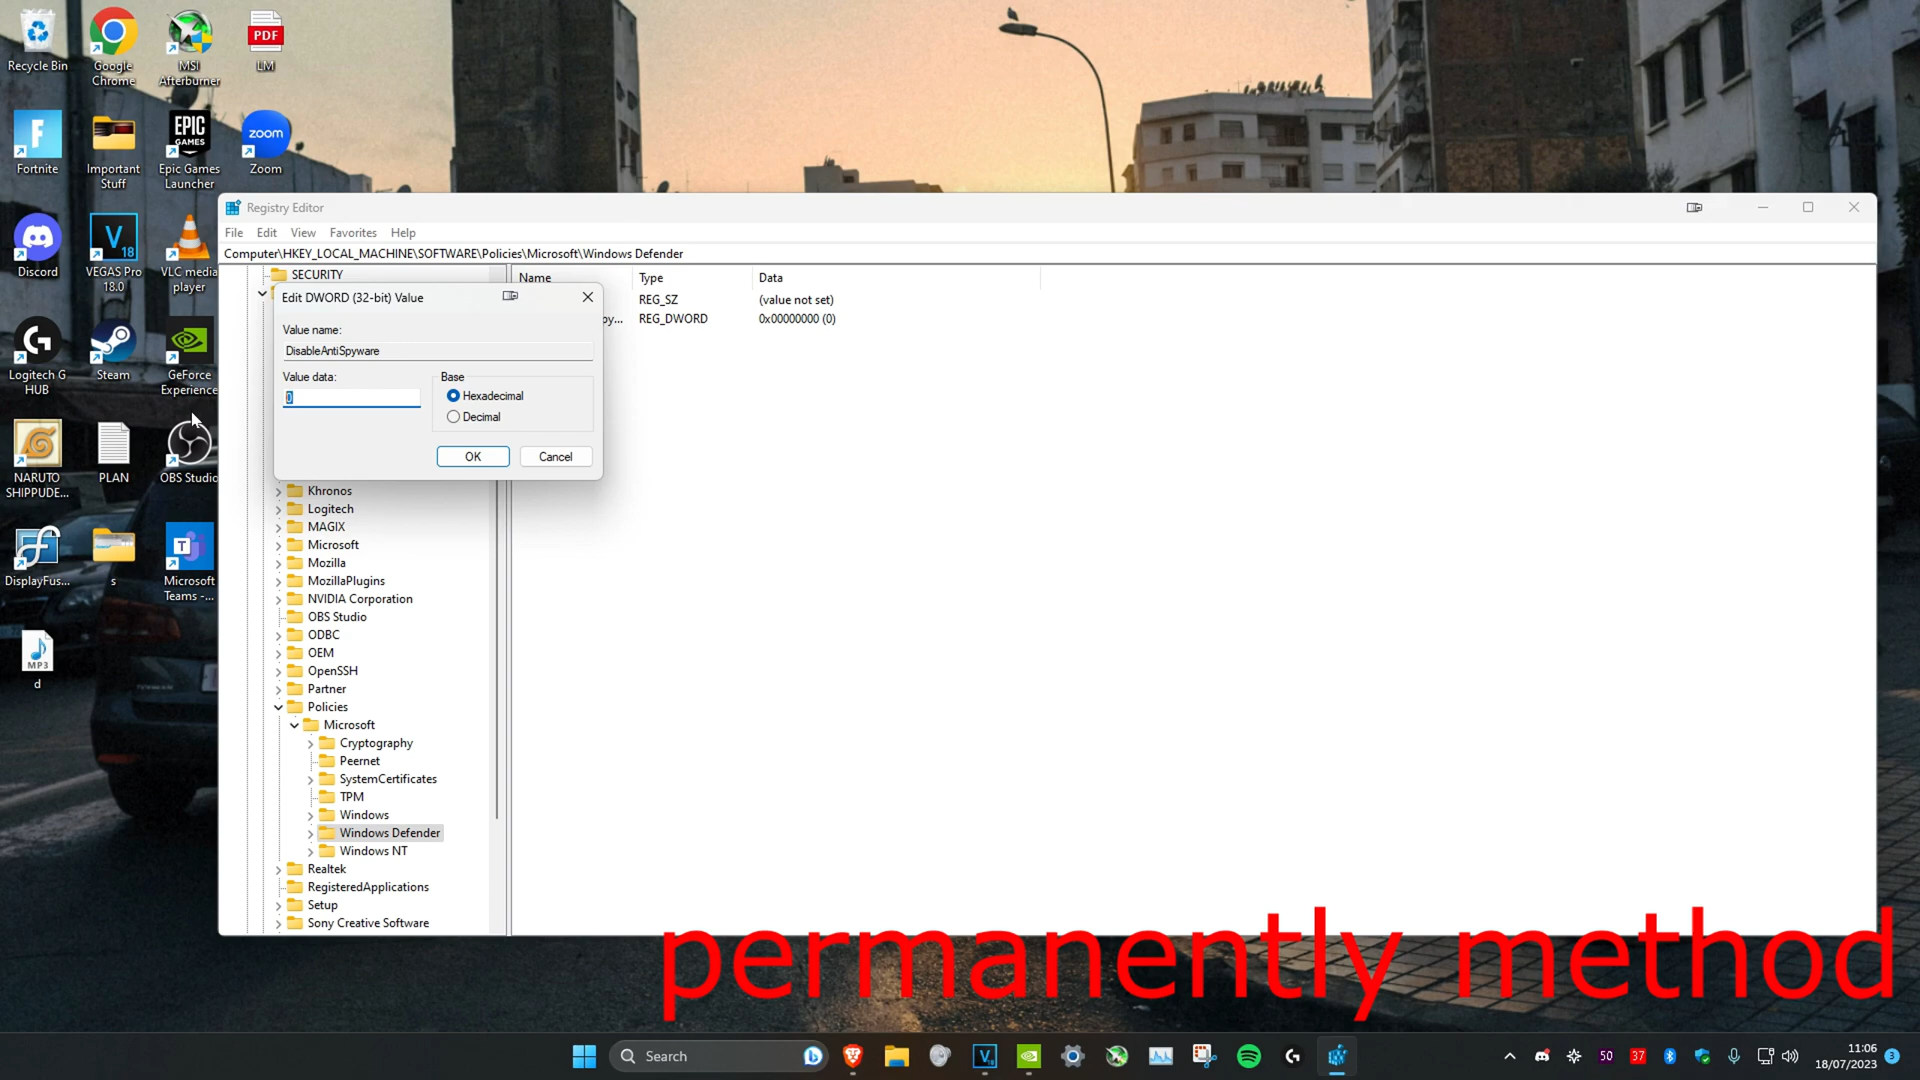 Recycle Bin
Google
Chrome
MSI
Afterburner
PDF
LM
Fortnite
Important
Stuff
EPIC
GAMES
Epic Games
Launcher
zoom
Zoom
Discord
V
18
VEGAS Pro
18.0
VLC media
player
Logitech G
HUB
Steam
GeForce
Experience
NARUTO
SHIPPUDE...
PLAN
OBS Studio
DisplayFus...
s
T
Microsoft
Teams -...
MP3
d
Registry Editor
File Edit View Favorites Help
Computer\HKEY_LOCAL_MACHINE\SOFTWARE\Policies\Microsoft\Windows Defender
SECURITY
Name Type Data
REG_SZ (value not set)
py... REG_DWORD 0x00000000 (0)
Edit DWORD (32-bit) Value
Value name:
DisableAntiSpyware
Value data:
0
Base
Hexadecimal
Decimal
OK Cancel
Khronos
Logitech
MAGIX
Microsoft
Mozilla
MozillaPlugins
NVIDIA Corporation
OBS Studio
ODBC
OEM
OpenSSH
Partner
Policies
Microsoft
Cryptography
Peernet
SystemCertificates
TPM
Windows
Windows Defender
Windows NT
Realtek
RegisteredApplications
Setup
Sony Creative Software
permanently method
Search
50
37
11:06
18/07/2023
3